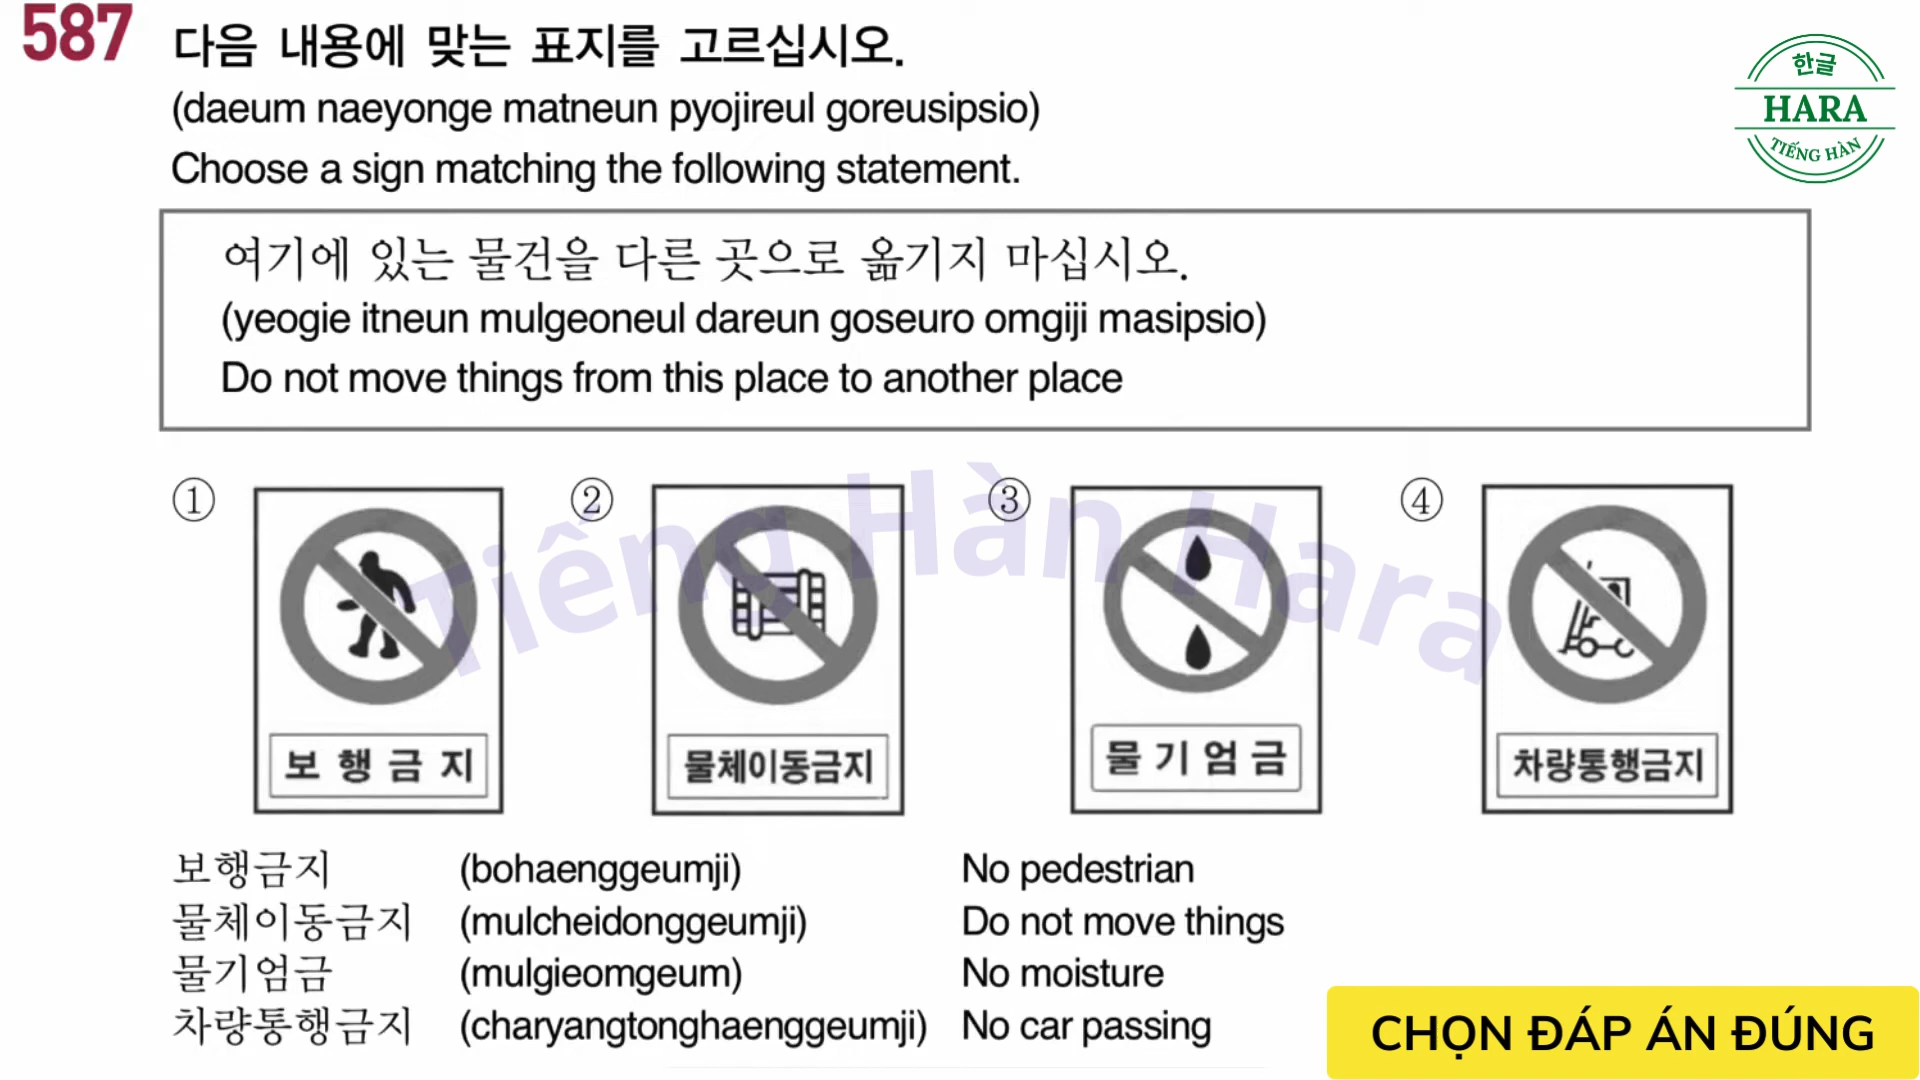 587 다음 내용에 맞는 표지를 고르십시오.
(daeum naeyonge matneun pyojireul goreusipsio)
Choose a sign matching the following statement.
한글
HARA
TIẾNG HÀN
여기에 있는 물건을 다른 곳으로 옮기지 마십시오.
(yeogie itneun mulgeoneul dareun goseuro omgiji masipsio)
Do not move things from this place to another place
① ② ③ ④
Tiếng Hàn Hara
보행금지 물체이동금지 물기엄금 차량통행금지
보행금지 (bohaenggeumji) No pedestrian
물체이동금지 (mulcheidonggeumji) Do not move things
물기엄금 (mulgieomgeum) No moisture
차량통행금지 (charyangtonghaenggeumji) No car passing
CHỌN ĐÁP ÁN ĐÚNG